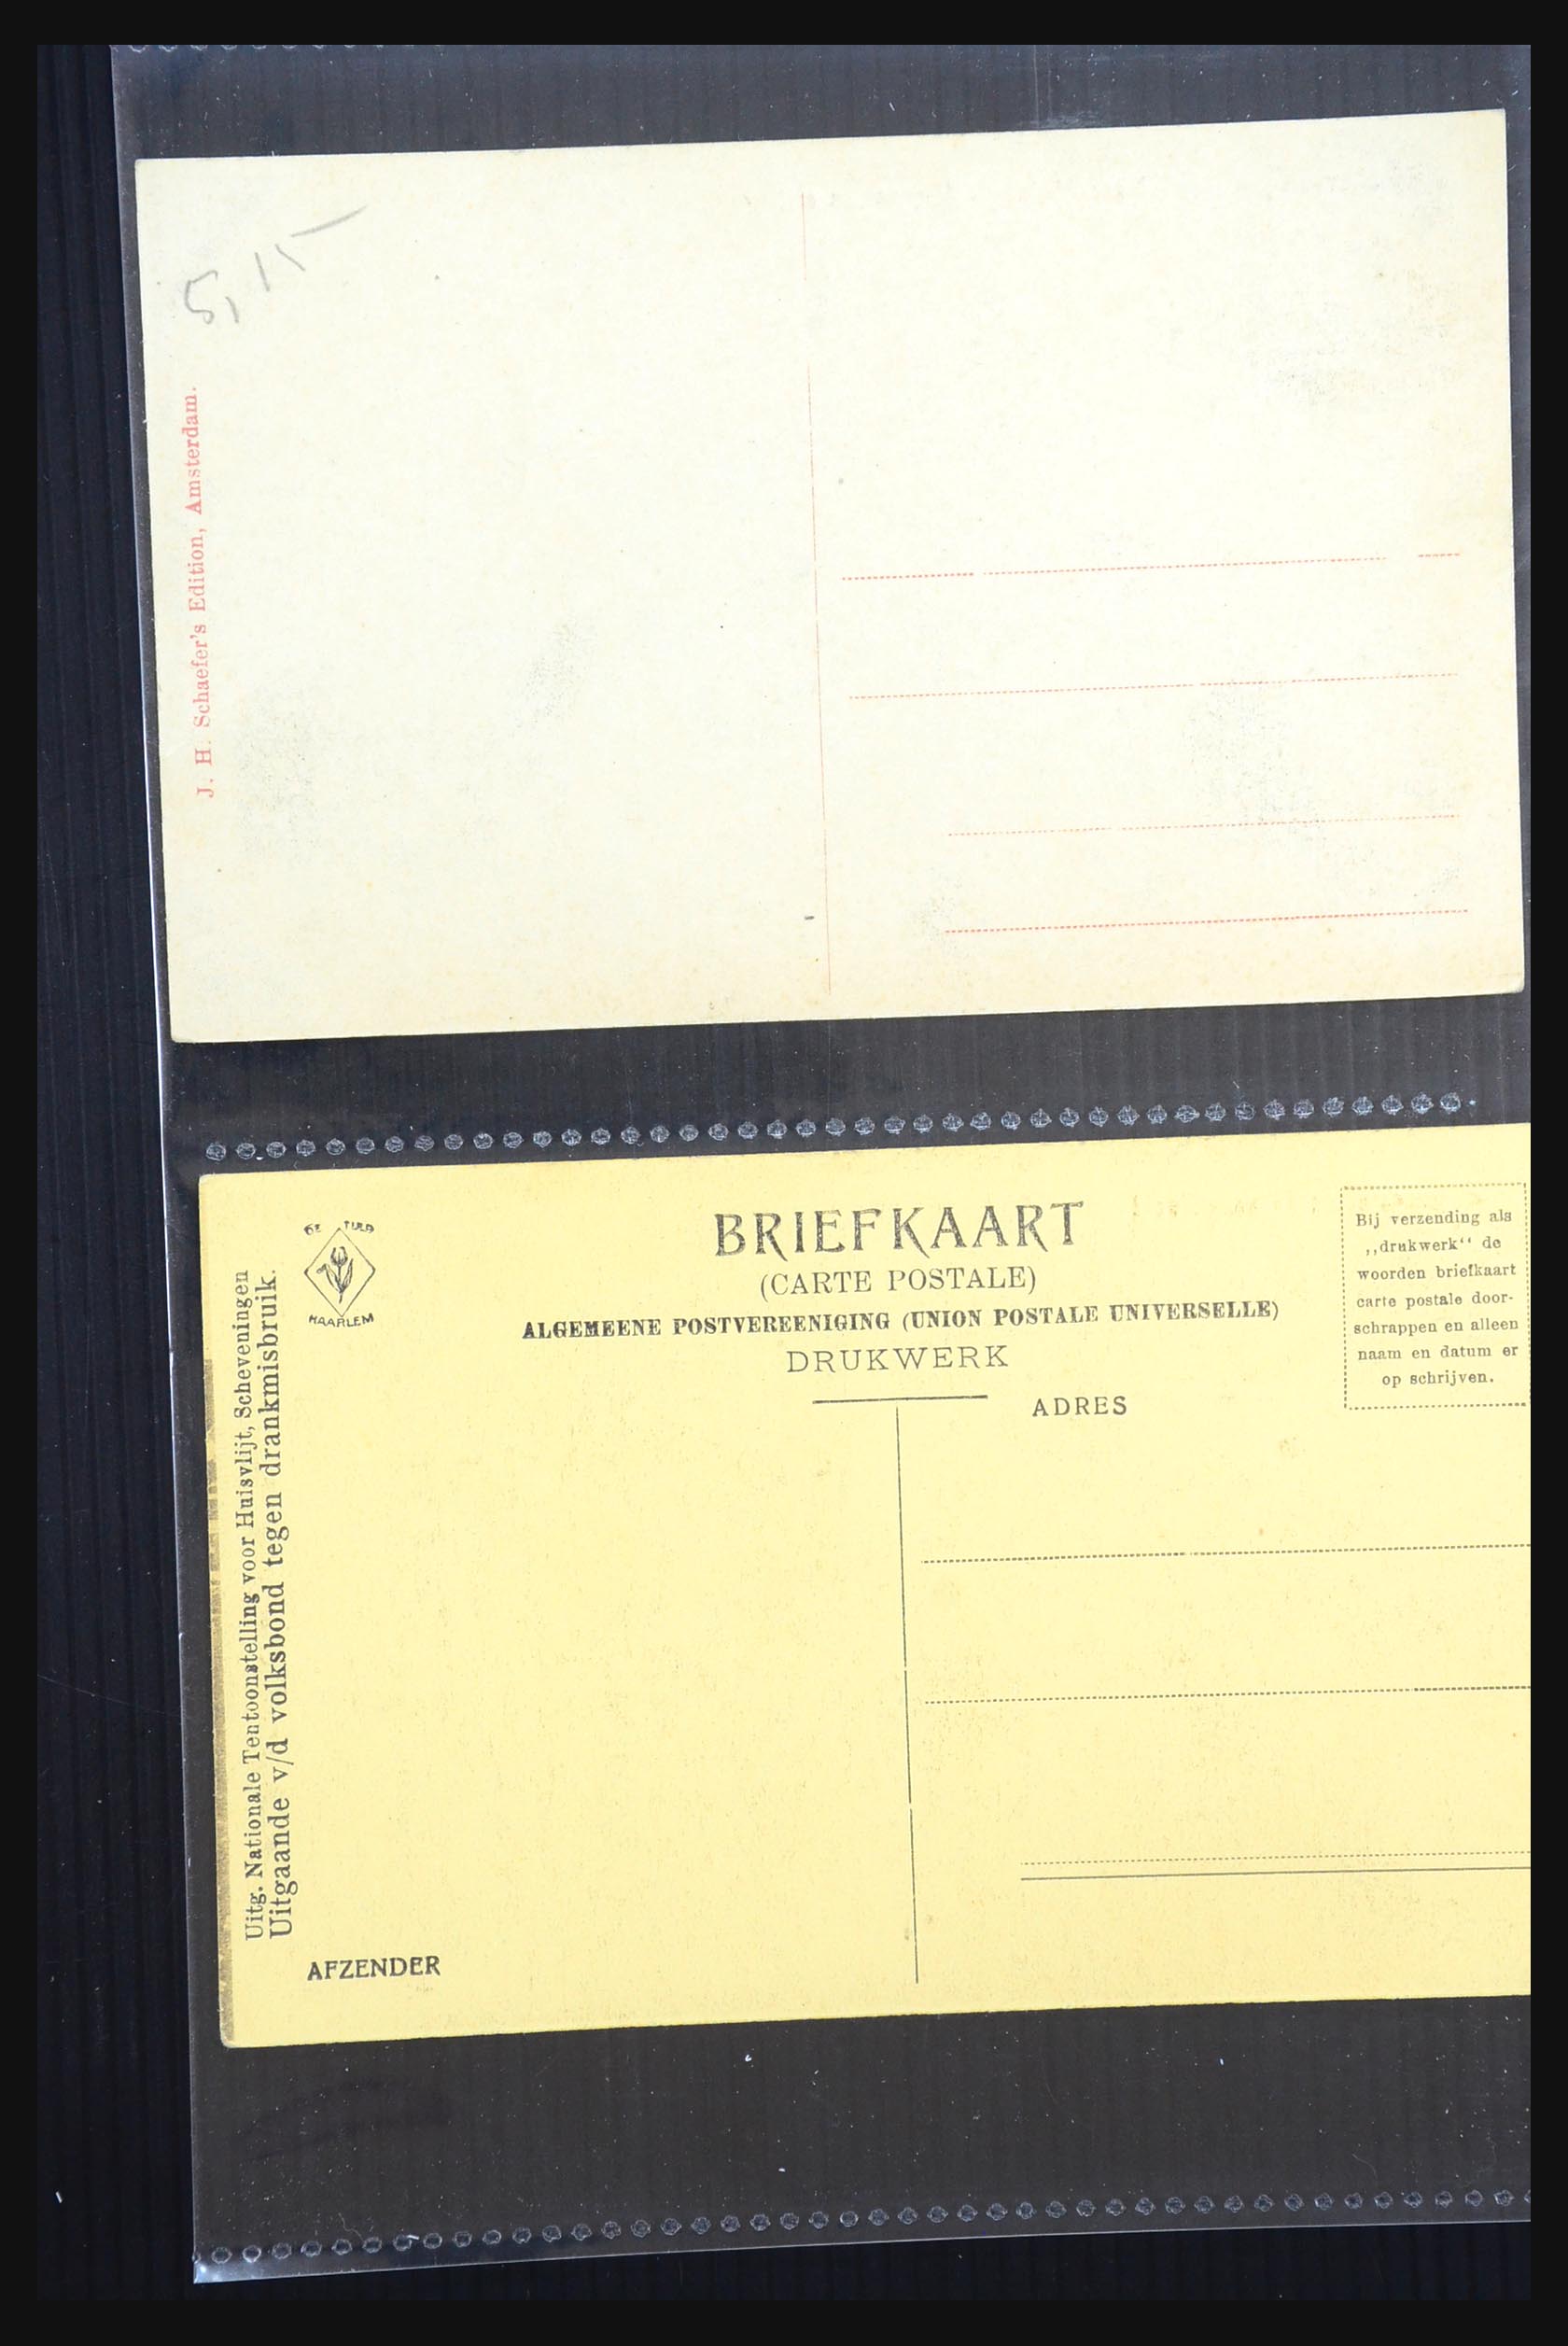 5,15
J. H. Schaefer's Edition, Amsterdam.
DE TULP
HAARLEM
BRIEFKAART
(CARTE POSTALE)
ALGEMEENE POSTVEREENIGING (UNION POSTALE UNIVERSELLE)
DRUKWERK
ADRES
Bij verzending als
,,drukwerk‘‘ de
woorden briefkaart
carte postale door-
schrappen en alleen
naam en datum er
op schrijven.
Uitg. Nationale Tentoonstelling voor Huisvlijt, Scheveningen
Uitgaande v/d volksbond tegen drankmisbruik.
AFZENDER